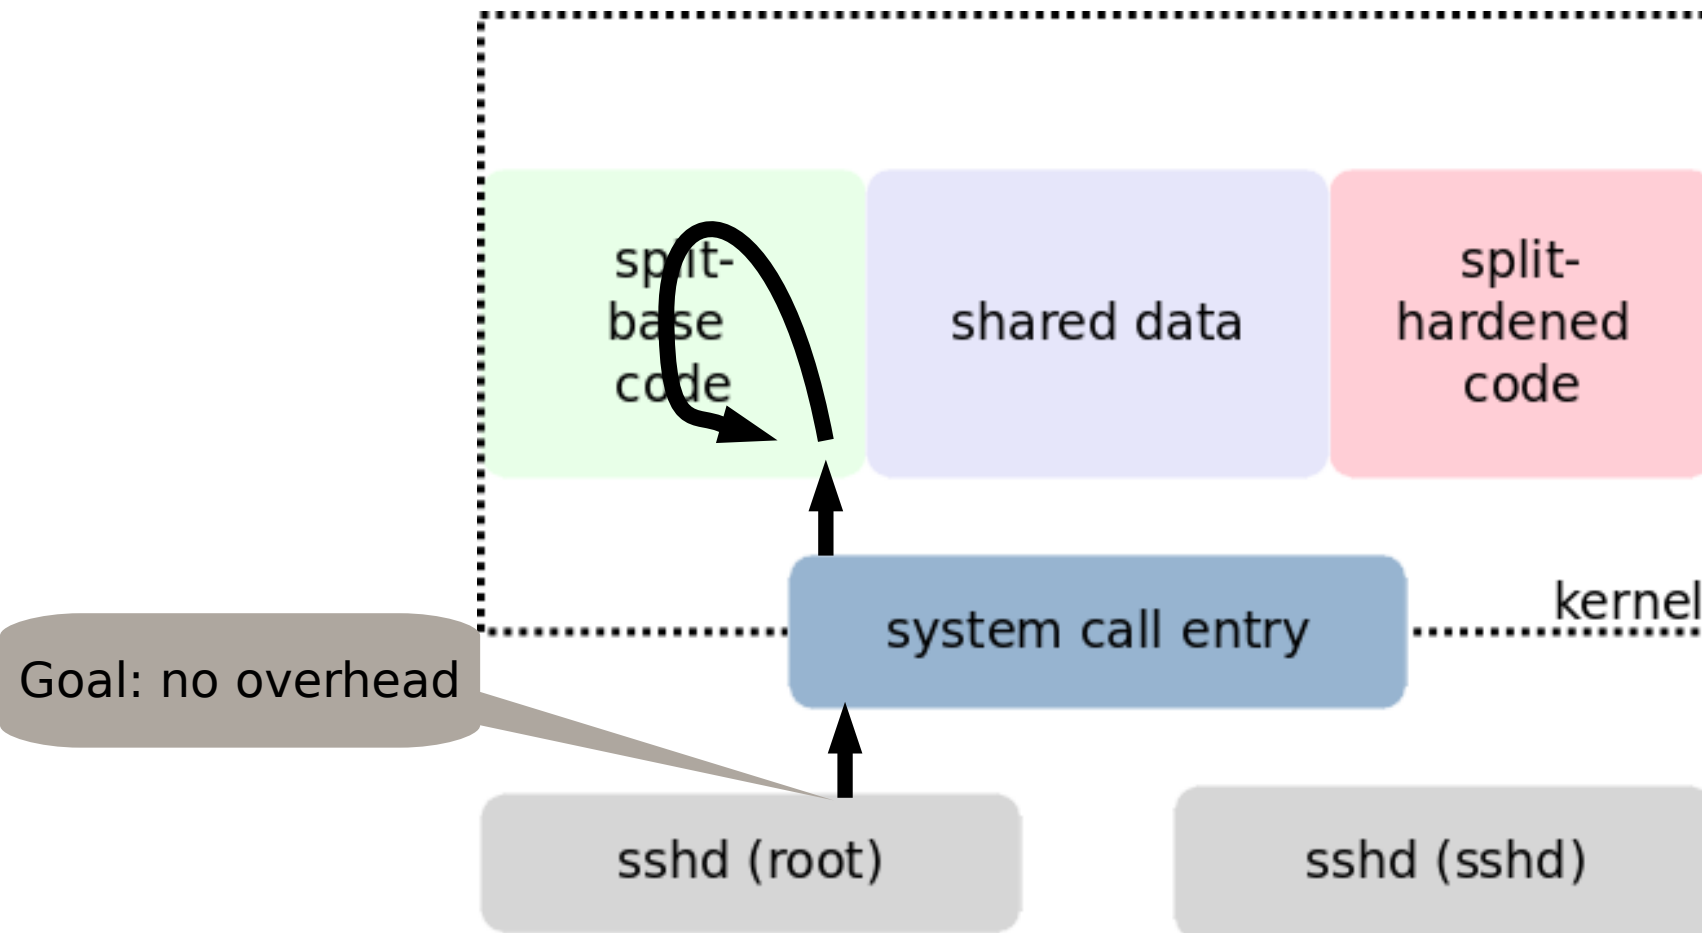 split-
base
code
shared data
split-
hardened
code
kernel
system call entry
Goal: no overhead
sshd (root)
sshd (sshd)